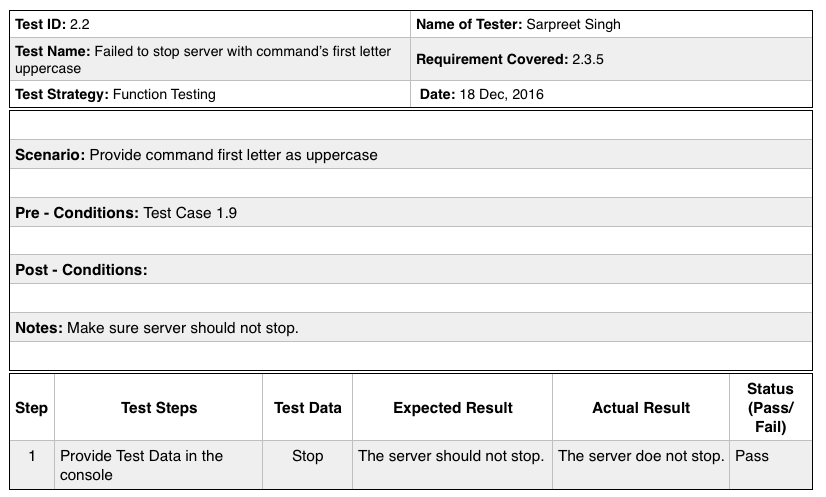 Test ID: 2.2
Name of Tester: Sarpreet Singh
Test Name: Failed to stop server with command's first letter
uppercase
Requirement Covered: 2.3.5
Test Strategy: Function Testing
Date: 18 Dec, 2016
Scenario: Provide command first letter as uppercase
Pre - Conditions: Test Case 1.9
Post - Conditions:
Notes: Make sure server should not stop.
Step
Test Steps
Test Data
Expected Result
Actual Result
Status
(Pass/
Fail)
1
Provide Test Data in the
console
Stop
The server should not stop.
The server doe not stop.
Pass